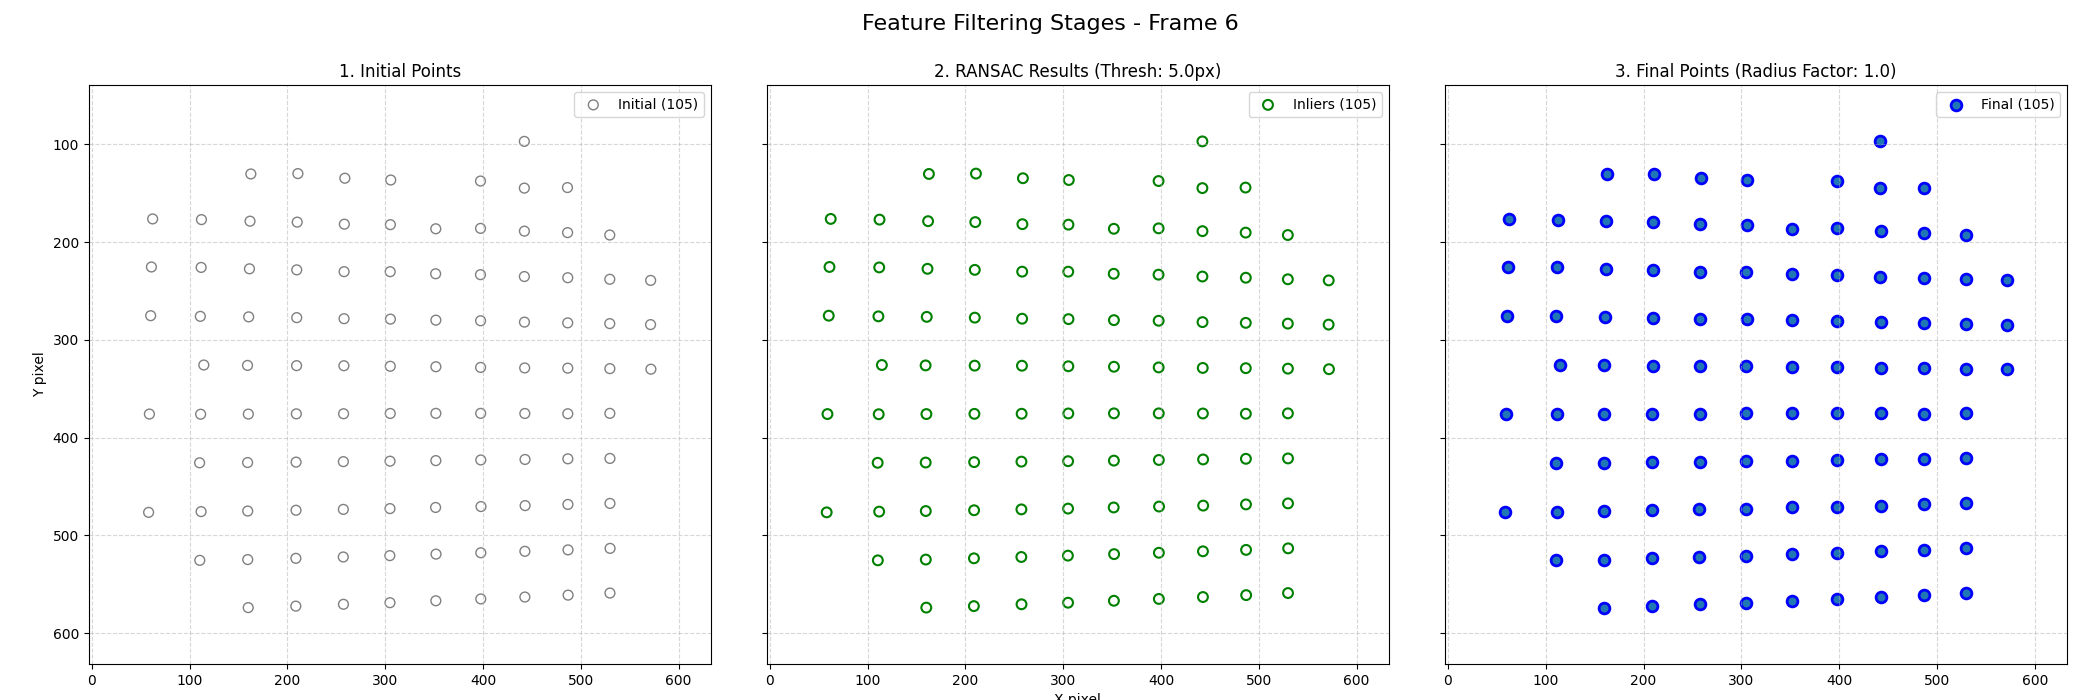 Feature Filtering Stages - Frame 6
1. Initial Points
Initial (105)
100
200
300
400
500
600
Y pixel
0 100 200 300 400 500 600
2. RANSAC Results (Thresh: 5.0px)
Inliers (105)
0 100 200 300 400 500 600
X pixel
3. Final Points (Radius Factor: 1.0)
Final (105)
0 100 200 300 400 500 600